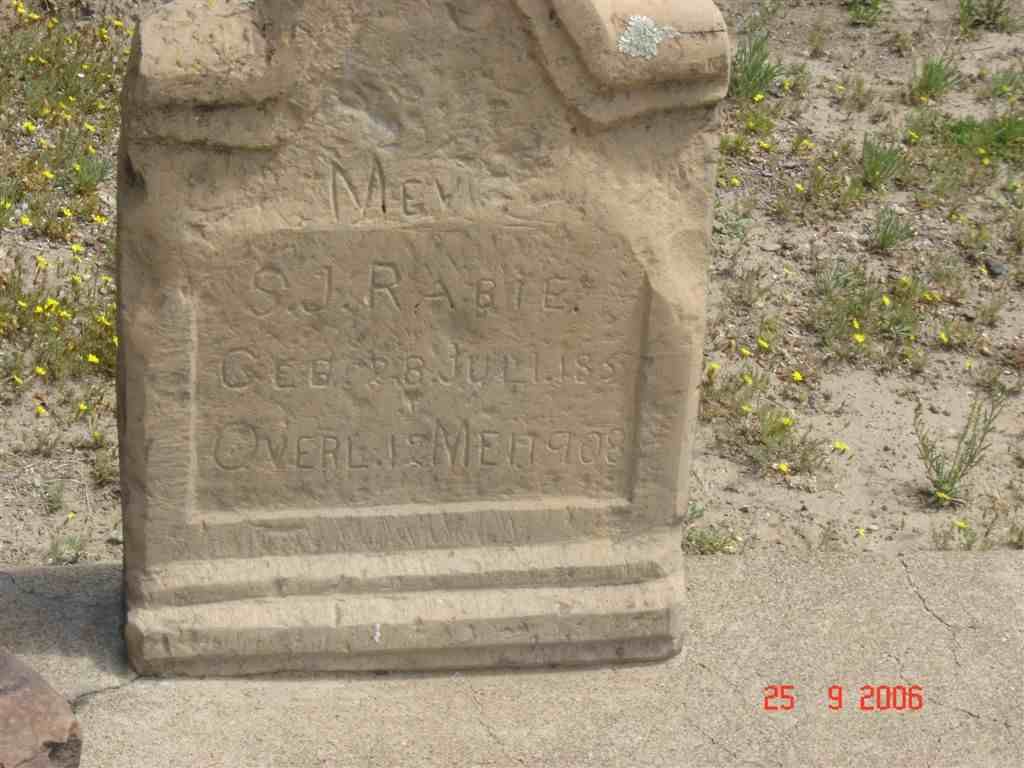 MEV
S.J. RABIE.
GEB. 28 JULI. 185
OVERL. 12 MEI 1908
25 9 2006